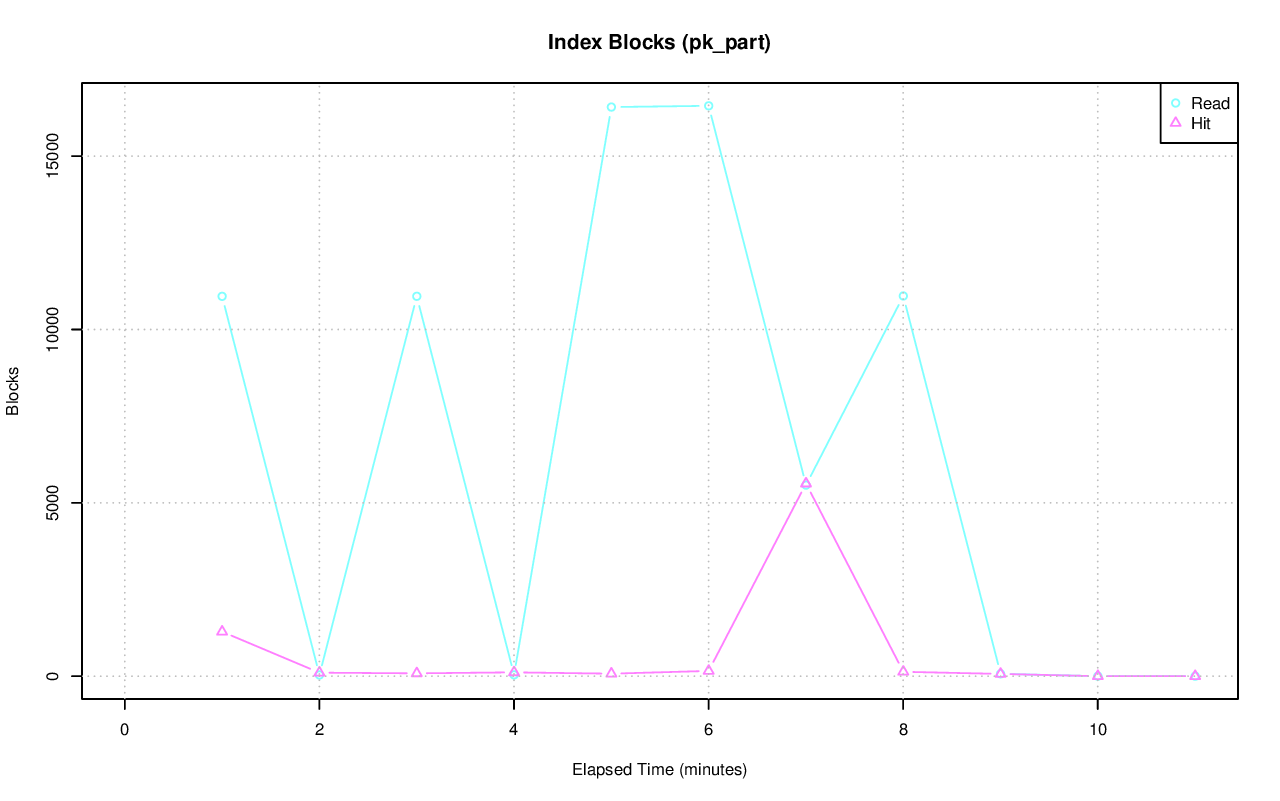 Index Blocks (pk_part)
Read
Hit
Blocks
15000
10000
5000
0
0 2 4 6 8 10
Elapsed Time (minutes)